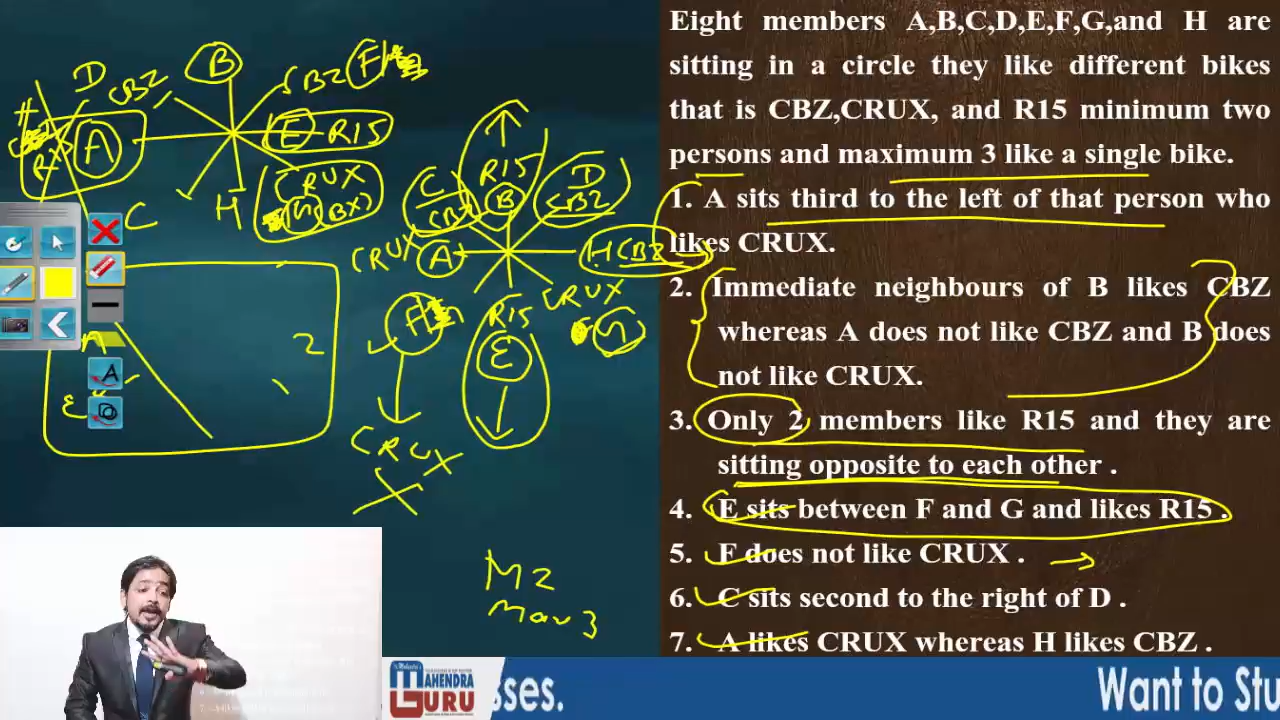 Eight members A,B,C,D,E,F,G,and H are
sitting in a circle they like different bikes
that is CBZ,CRUX, and R15 minimum two
persons and maximum 3 like a single bike.
1. A sits third to the left of that person who
likes CRUX.
2. Immediate neighbours of B likes CBZ
whereas A does not like CBZ and B does
not like CRUX.
3. Only 2 members like R15 and they are
sitting opposite to each other .
4. E sits between F and G and likes R15 .
5. F does not like CRUX .
6. C sits second to the right of D .
7. A likes CRUX whereas H likes CBZ .
D
CBZ
B
CBZ F
A
E R15
CRUX
H
C
R15
B
C
CBZ
D
CBZ
CRUX A
H CBZ
CRUX
R15
E
CRUX
2
M2
Max 3
MAHENDRA
GURU
sses.
Want to Stu